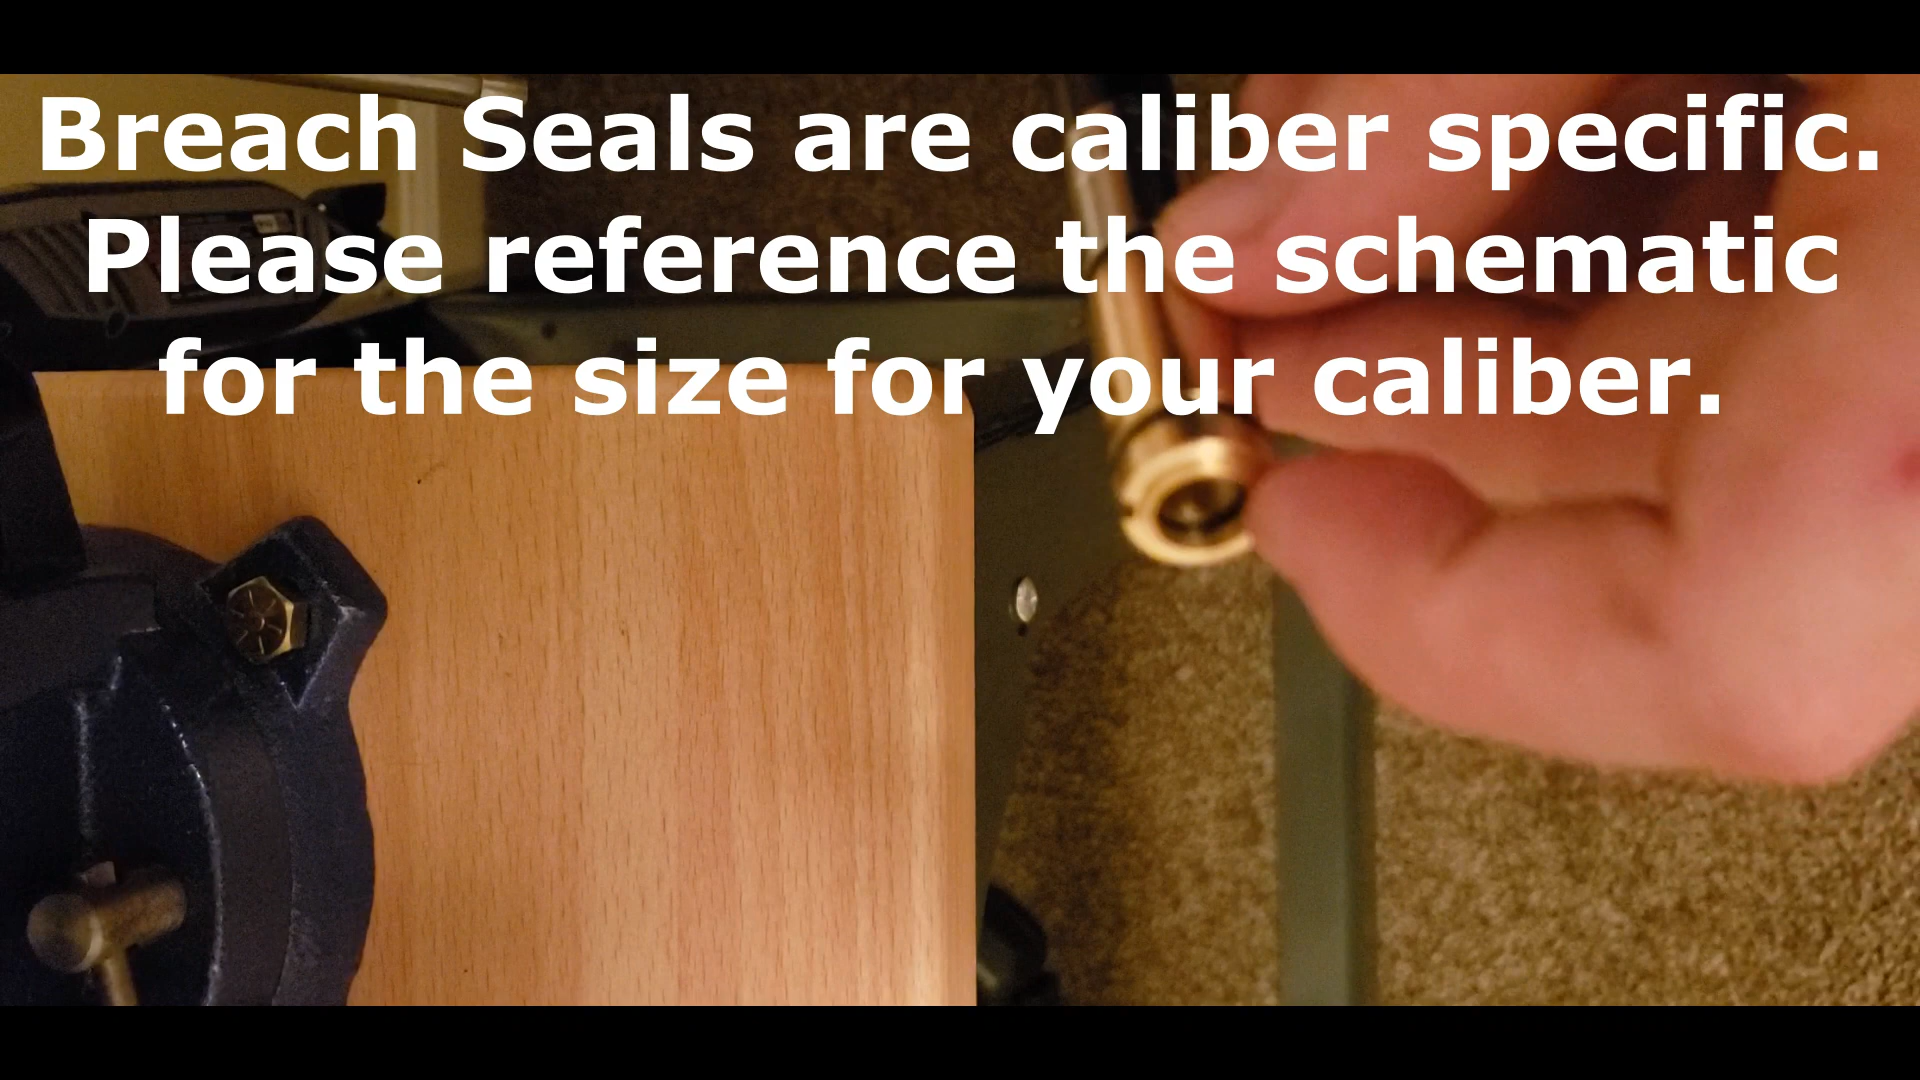 Breach Seals are caliber specific.
Please reference the schematic
for the size for your caliber.